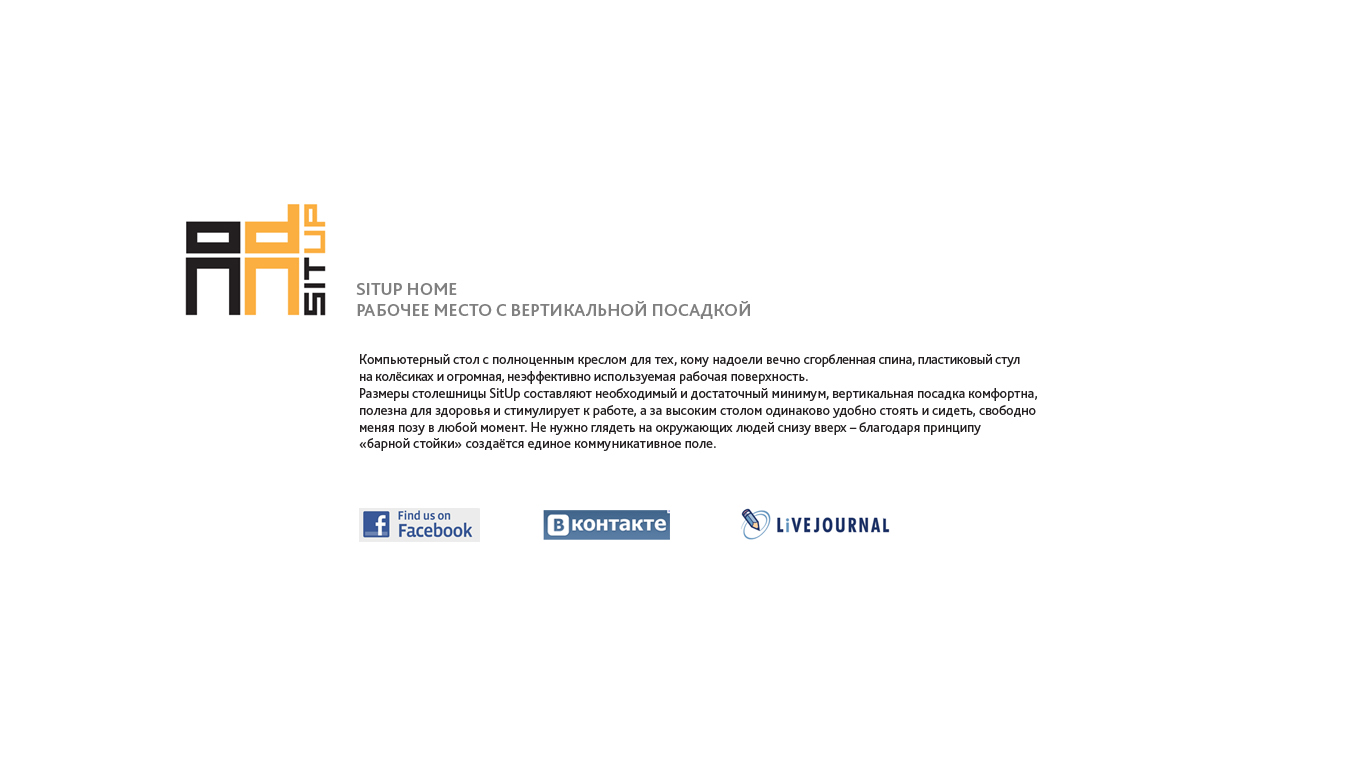 SITUP
SITUP HOME
РАБОЧЕЕ МЕСТО С ВЕРТИКАЛЬНОЙ ПОСАДКОЙ
Компьютерный стол с полноценным креслом для тех, кому надоели вечно сгорбленная спина, пластиковый стул
на колёсиках и огромная, неэффективно используемая рабочая поверхность.
Размеры столешницы SitUp составляют необходимый и достаточный минимум, вертикальная посадка комфортна,
полезна для здоровья и стимулирует к работе, а за высоким столом одинаково удобно стоять и сидеть, свободно
меняя позу в любой момент. Не нужно глядеть на окружающих людей снизу вверх – благодаря принципу
«барной стойки» создаётся единое коммуникативное поле.
f Find us on
Facebook
В контакте
LiVEJOURNAL